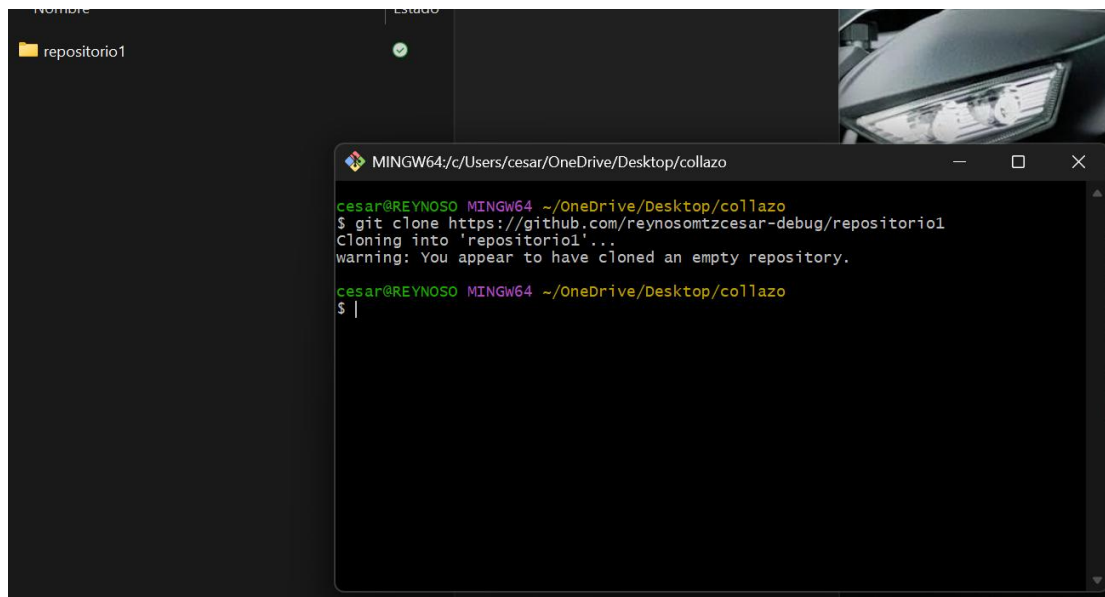 Nombre
Estado
repositorio1
MINGW64:/c/Users/cesar/OneDrive/Desktop/collazo
cesar@REYNOSO MINGW64 ~/OneDrive/Desktop/collazo
$ git clone https://github.com/reynosomtzcesar-debug/repositorio1
Cloning into 'repositorio1'...
warning: You appear to have cloned an empty repository.
cesar@REYNOSO MINGW64 ~/OneDrive/Desktop/collazo
$